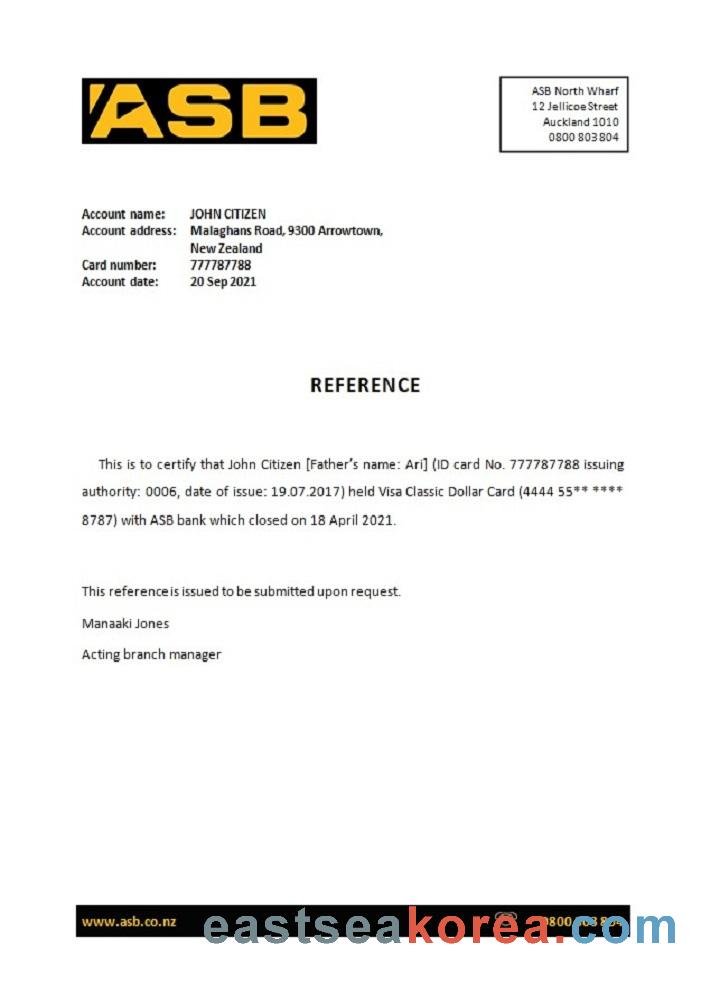 ASB
ASB North Wharf
12 Jellicoe Street
Auckland 1010
0800 803 804
Account name: JOHN CITIZEN
Account address: Malaghans Road, 9300 Arrowtown,
New Zealand
Card number: 777787788
Account date: 20 Sep 2021
REFERENCE
This is to certify that John Citizen [Father's name: Ari] (ID card No. 777787788 issuing
authority: 0006, date of issue: 19.07.2017) held Visa Classic Dollar Card (4444 55** ****
8787) with ASB bank which closed on 18 April 2021.
This reference is issued to be submitted upon request.
Manaaki Jones
Acting branch manager
www.asb.co.nz
eastseakorea.com